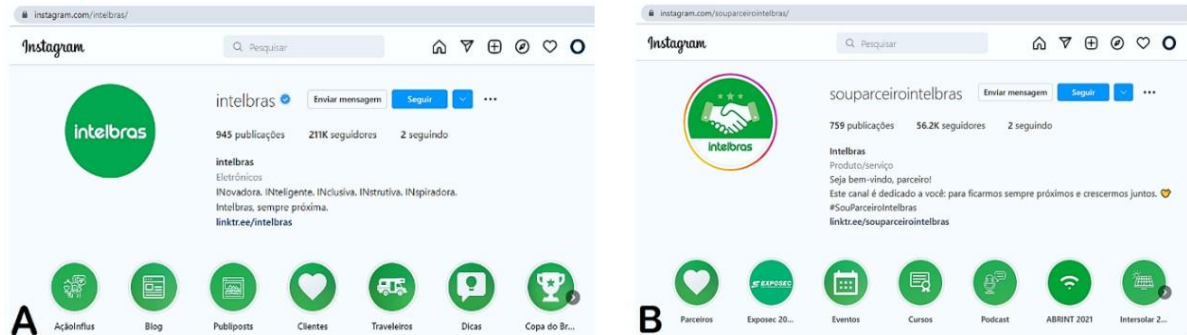 instagram.com/intelbras/
Instagram
Pesquisar
intelbras
intelbras Enviar mensagem Seguir
945 publicações 211K seguidores 2 seguindo
intelbras
Eletrônicos
INovadora. INteligente. INclusiva. INstrutiva. INspiradora.
Intelbras, sempre próxima.
linktr.ee/intelbras
AçãoInflus Blog Publiposts Clientes Traveleiros Dicas Copa do Br...
A
instagram.com/souparceirointelbras/
Instagram
Pesquisar
intelbras
souparceirointelbras Enviar mensagem Seguir
759 publicações 56.2K seguidores 2 seguindo
Intelbras
Produto/serviço
Seja bem-vindo, parceiro!
Este canal é dedicado a você: para ficarmos sempre próximos e crescermos juntos.
#SouParceiroIntelbras
linktr.ee/souparceirointelbras
EXPOSEC
Parceiros Exposec 20... Eventos Cursos Podcast ABRINT 2021 Intersolar 2...
B